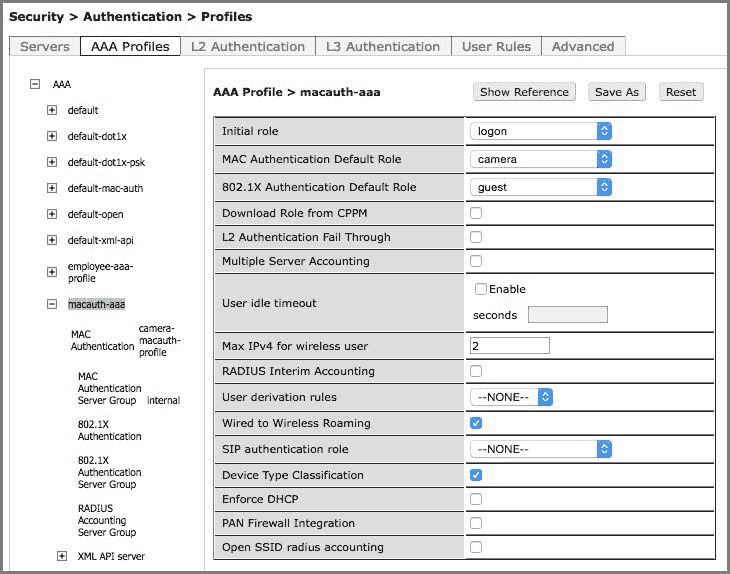 Security > Authentication > Profiles
Servers AAA Profiles L2 Authentication L3 Authentication User Rules Advanced
AAA
default
default-dot1x
default-dot1x-psk
default-mac-auth
default-open
default-xml-api
employee-aaa-
profile
macauth-aaa
MAC Authentication camera-macauth-profile
MAC
Authentication
Server Group internal
802.1X
Authentication
802.1X
Authentication
Server Group
RADIUS
Accounting
Server Group
XML API server
AAA Profile > macauth-aaa Show Reference Save As Reset
Initial role logon
MAC Authentication Default Role camera
802.1X Authentication Default Role guest
Download Role from CPPM
L2 Authentication Fail Through
Multiple Server Accounting
User idle timeout Enable
seconds
Max IPv4 for wireless user 2
RADIUS Interim Accounting
User derivation rules --NONE--
Wired to Wireless Roaming
SIP authentication role --NONE--
Device Type Classification
Enforce DHCP
PAN Firewall Integration
Open SSID radius accounting